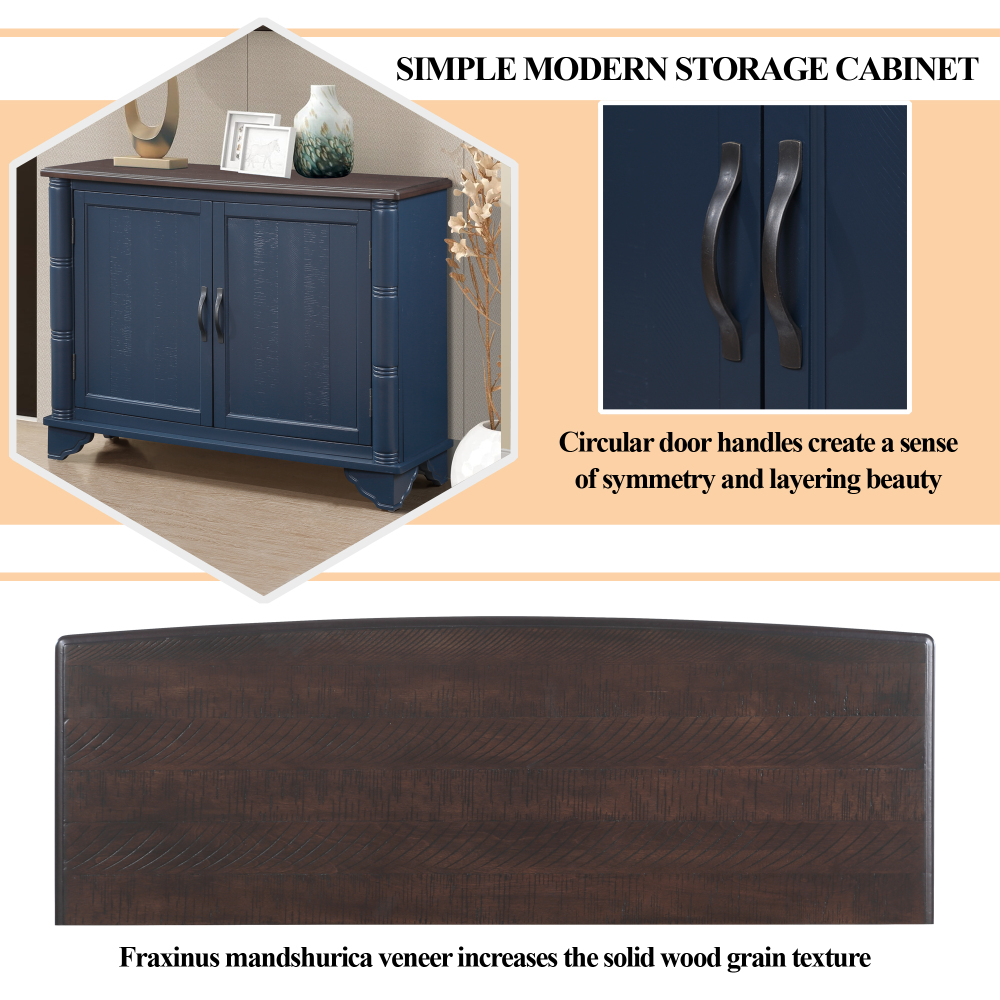 SIMPLE MODERN STORAGE CABINET
Circular door handles create a sense
of symmetry and layering beauty
Fraxinus mandshurica veneer increases the solid wood grain texture